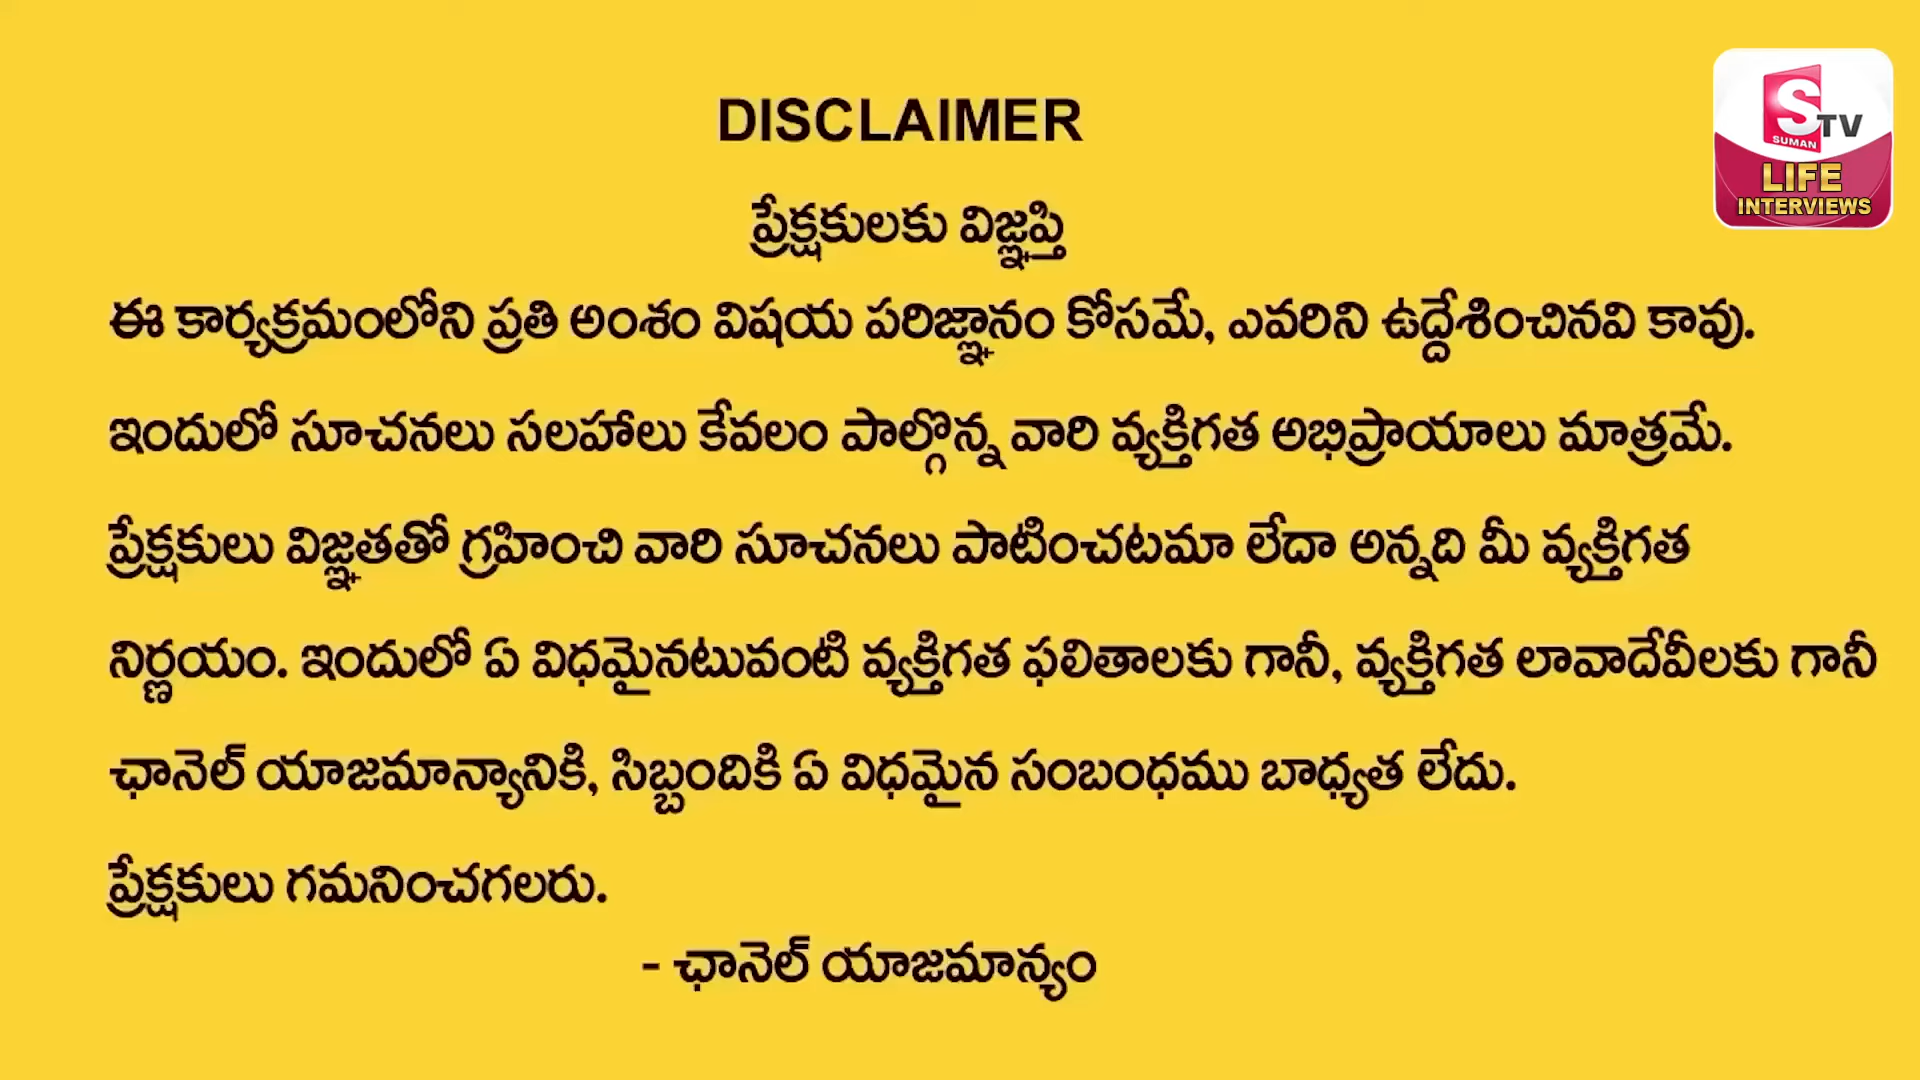 DISCLAIMER
S TV
SUMAN
LIFE
INTERVIEWS
ప్రేక్షకులకు విజ్ఞప్తి
ఈ కార్యక్రమంలోని ప్రతి అంశం విషయ పరిజ్ఞానం కోసమే, ఎవరిని ఉద్దేశించినవి కావు.
ఇందులో సూచనలు సలహాలు కేవలం పాల్గొన్న వారి వ్యక్తిగత అభిప్రాయాలు మాత్రమే.
ప్రేక్షకులు విజ్ఞతతో గ్రహించి వారి సూచనలు పాటించటమా లేదా అన్నది మీ వ్యక్తిగత
నిర్ణయం. ఇందులో ఏ విధమైనటువంటి వ్యక్తిగత ఫలితాలకు గానీ, వ్యక్తిగత లావాదేవీలకు గానీ
ఛానెల్ యాజమాన్యానికి, సిబ్బందికి ఏ విధమైన సంబంధము బాధ్యత లేదు.
ప్రేక్షకులు గమనించగలరు.
- ఛానెల్ యాజమాన్యం